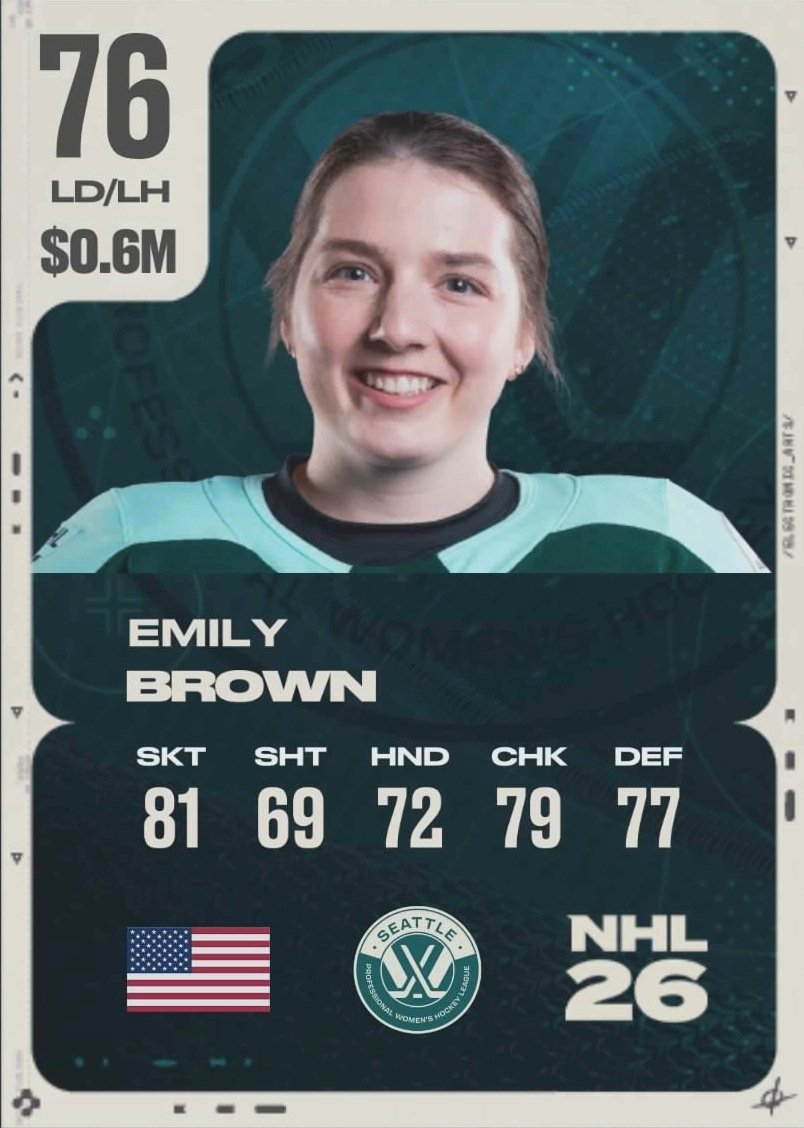 76
LD/LH
$0.6M
EMILY
BROWN
SKT SHT HND CHK DEF
81 69 72 79 77
SEATTLE
PROFESSIONAL WOMEN'S HOCKEY LEAGUE
NHL
26